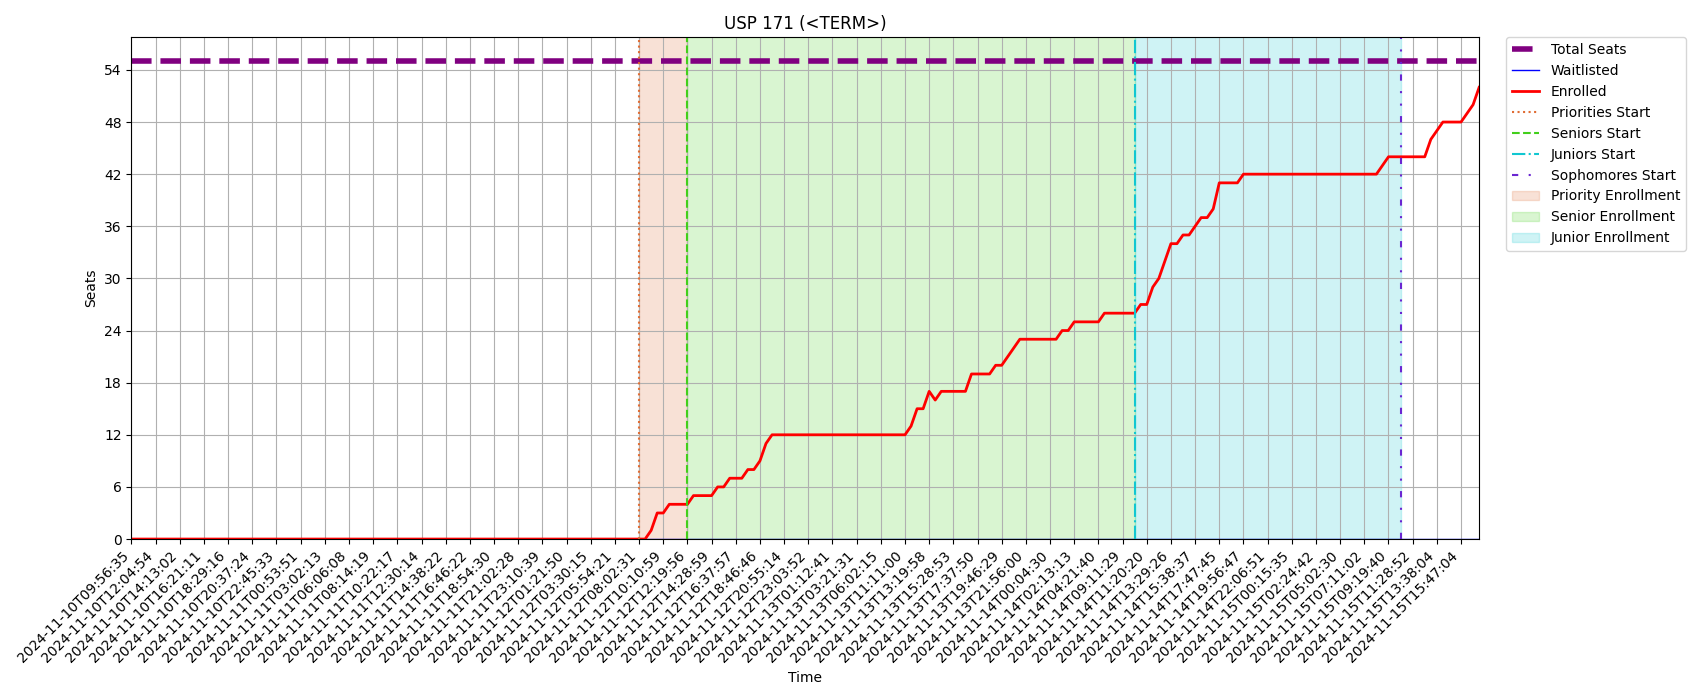 USP 171 (<TERM>)
Total Seats
Waitlisted
Enrolled
Priorities Start
Seniors Start
Juniors Start
Sophomores Start
Priority Enrollment
Senior Enrollment
Junior Enrollment
Seats
54
48
42
36
30
24
18
12
6
0
2024-11-10T09:56:35
2024-11-10T12:04:54
2024-11-10T14:13:02
2024-11-10T16:21:11
2024-11-10T18:29:16
2024-11-10T20:37:24
2024-11-10T22:45:33
2024-11-11T00:53:51
2024-11-11T03:02:13
2024-11-11T06:06:08
2024-11-11T08:14:19
2024-11-11T10:22:17
2024-11-11T12:30:14
2024-11-11T14:38:22
2024-11-11T16:46:22
2024-11-11T18:54:30
2024-11-11T21:02:28
2024-11-11T23:10:39
2024-11-12T01:21:50
2024-11-12T03:30:15
2024-11-12T05:54:21
2024-11-12T08:02:31
2024-11-12T10:10:59
2024-11-12T12:19:56
2024-11-12T14:28:59
2024-11-12T16:37:57
2024-11-12T18:46:46
2024-11-12T20:55:14
2024-11-12T23:03:52
2024-11-13T01:12:41
2024-11-13T03:21:31
2024-11-13T06:02:15
2024-11-13T11:11:00
2024-11-13T13:19:58
2024-11-13T15:28:53
2024-11-13T17:37:50
2024-11-13T19:46:29
2024-11-13T21:56:00
2024-11-14T00:04:30
2024-11-14T02:13:13
2024-11-14T04:21:40
2024-11-14T09:11:29
2024-11-14T11:20:20
2024-11-14T13:29:26
2024-11-14T15:38:37
2024-11-14T17:47:45
2024-11-14T19:56:47
2024-11-14T22:06:51
2024-11-15T00:15:35
2024-11-15T02:24:42
2024-11-15T05:02:30
2024-11-15T07:11:02
2024-11-15T09:19:40
2024-11-15T11:28:52
2024-11-15T13:38:04
2024-11-15T15:47:04
Time